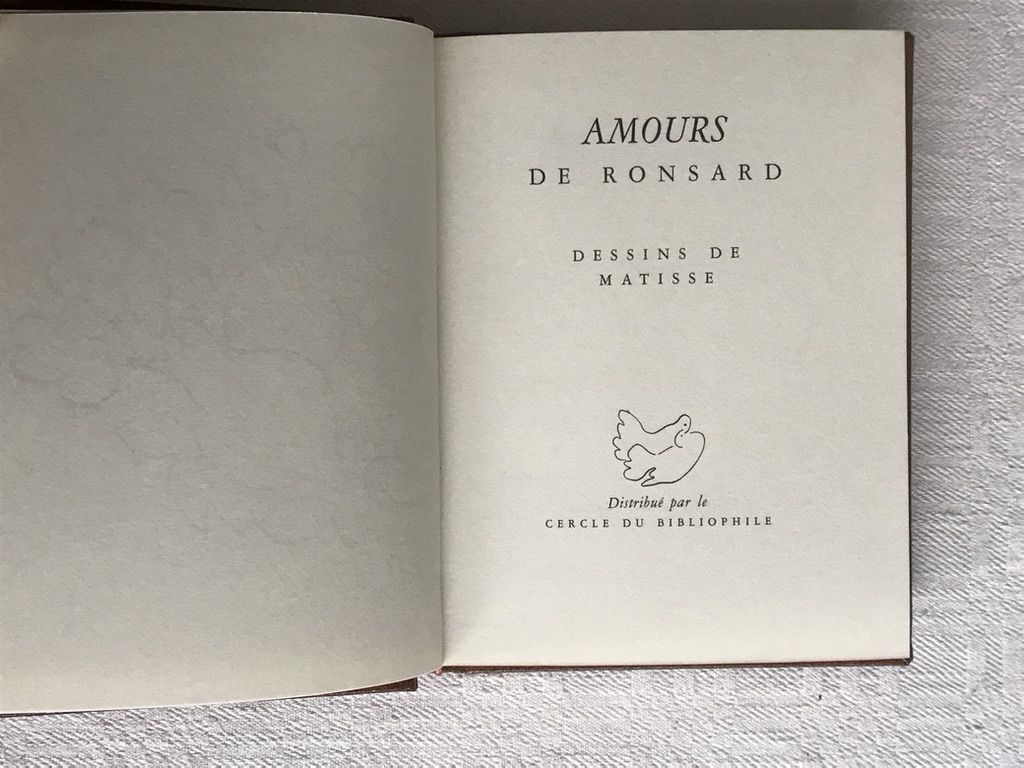 AMOURS
DE RONSARD
DESSINS DE
MATISSE
Distribué par le
CERCLE DU BIBLIOPHILE